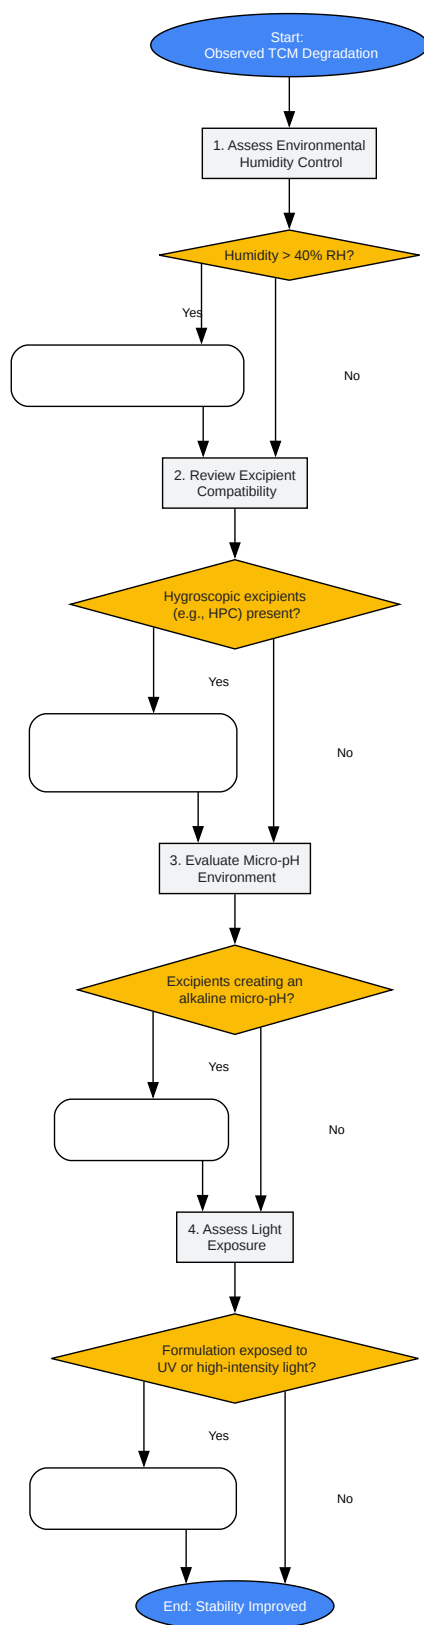 Start:
Observed TCM Degradation
1. Assess Environmental
Humidity Control
Humidity > 40% RH?
Yes
No
2. Review Excipient
Compatibility
Hygroscopic excipients
(e.g., HPC) present?
Yes
No
3. Evaluate Micro-pH
Environment
Excipients creating an
alkaline micro-pH?
Yes
No
4. Assess Light
Exposure
Formulation exposed to
UV or high-intensity light?
Yes
No
End: Stability Improved